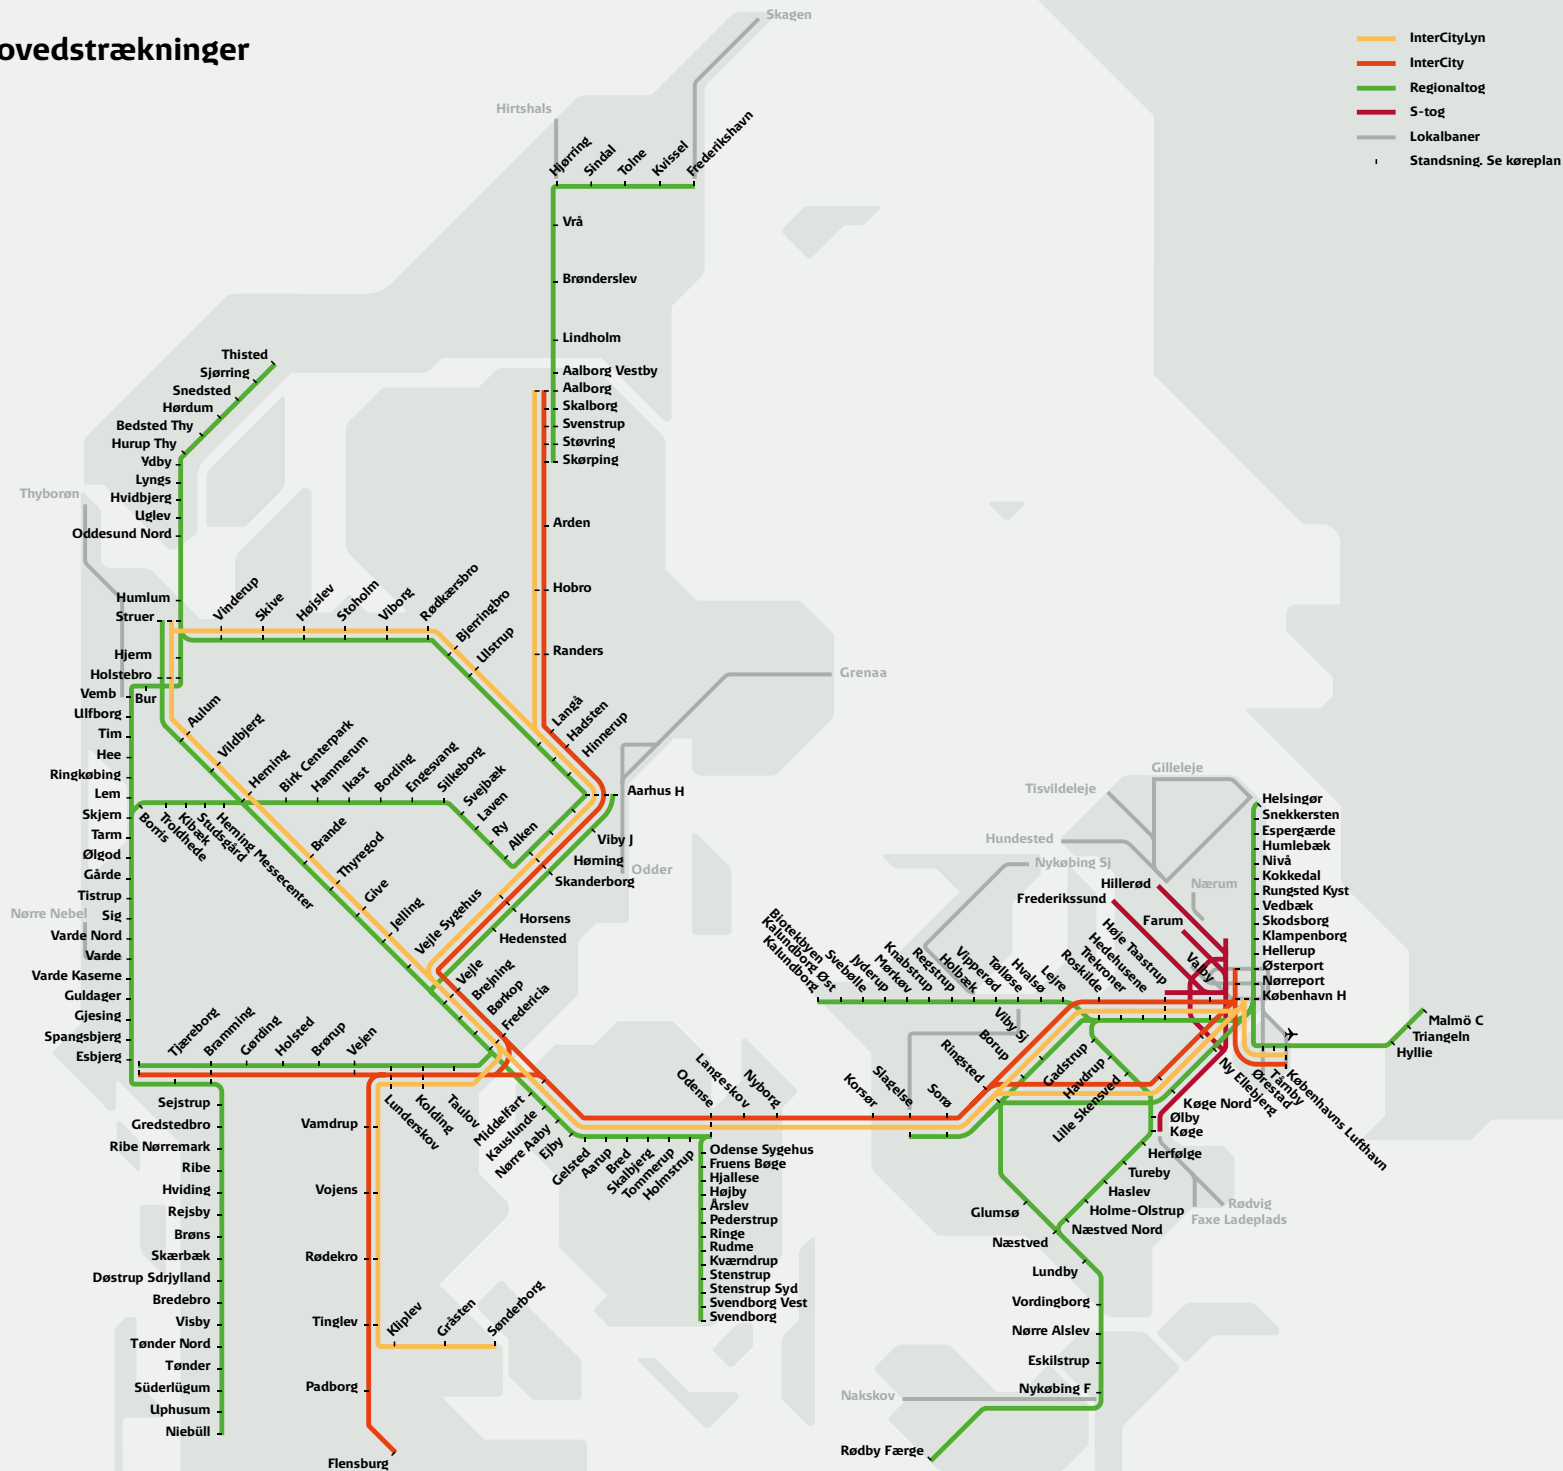 ovedstrækninger
InterCityLyn
InterCity
Regionaltog
S-tog
Lokalbaner
Standsning. Se køreplan
Skagen
Hirtshals
Hjørring
Sindal
Tolne
Kvissel
Frederikshavn
Vrå
Brønderslev
Lindholm
Aalborg Vestby
Aalborg
Skalborg
Svenstrup
Støvring
Skørping
Arden
Hobro
Randers
Langå
Hadsten
Hinnerup
Aarhus H
Grenaa
Odder
Thisted
Sjørring
Snedsted
Hørdum
Bedsted Thy
Hurup Thy
Ydby
Lyngs
Hvidbjerg
Uglev
Oddesund Nord
Thyborøn
Humlum
Struer
Hjerm
Holstebro
Vinderup
Skive
Højslev
Stoholm
Viborg
Rødkærsbro
Bjerringbro
Ulstrup
Vemb
Bur
Ulfborg
Tim
Hee
Ringkøbing
Lem
Skjern
Tarm
Ølgod
Gårde
Tistrup
Sig
Nørre Nebel
Varde Nord
Varde
Varde Kaserne
Guldager
Gjesing
Spangsbjerg
Esbjerg
Aulum
Vildbjerg
Herning
Birk Centerpark
Hammerum
Ikast
Bording
Engesvang
Silkeborg
Svejbæk
Laven
Ry
Alken
Borris
Troldhede
Kibæk
Studsgård
Herning Messecenter
Brande
Thyregod
Give
Jelling
Vejle Sygehus
Viby J
Hørning
Skanderborg
Horsens
Hedensted
Vejle
Brejning
Børkop
Fredericia
Tjæreborg
Bramming
Gørding
Holsted
Brørup
Vejen
Lunderskov
Kolding
Taulov
Middelfart
Kauslunde
Nørre Aaby
Ejby
Gelsted
Aarup
Bred
Skalbjerg
Tommerup
Holmstrup
Odense
Langeskov
Nyborg
Korsør
Slagelse
Sorø
Ringsted
Borup
Viby Sj
Sejstrup
Gredstedbro
Ribe Nørremark
Ribe
Hviding
Rejsby
Brøns
Skærbæk
Døstrup Sdrjylland
Bredebro
Visby
Tønder Nord
Tønder
Süderlügum
Uphusum
Niebüll
Vamdrup
Vojens
Rødekro
Tinglev
Kliplev
Gråsten
Sønderborg
Padborg
Flensburg
Odense Sygehus
Fruens Bøge
Hjallese
Højby
Årslev
Pederstrup
Ringe
Rudme
Kværndrup
Stenstrup
Stenstrup Syd
Svendborg Vest
Svendborg
Gilleleje
Tisvildeleje
Hundested
Nykøbing Sj
Nærum
Hillerød
Frederikssund
Farum
Høje Taastrup
Hedehusene
Trekroner
Roskilde
Valby
Kalundborg
Kalundborg Øst
Biotekbyen
Svebølle
Jyderup
Mørkøv
Knabstrup
Regstrup
Holbæk
Vipperød
Tølløse
Hvalsø
Lejre
Helsingør
Snekkersten
Espergærde
Humlebæk
Nivå
Kokkedal
Rungsted Kyst
Vedbæk
Skodsborg
Klampenborg
Hellerup
Østerport
Nørreport
København H
Malmö C
Triangeln
Hyllie
Københavns Lufthavn
Tårnby
Ørestad
Ny Ellebjerg
Gadstrup
Havdrup
Lille Skensved
Køge Nord
Ølby
Køge
Herfølge
Tureby
Haslev
Holme-Olstrup
Næstved Nord
Rødvig
Faxe Ladeplads
Glumsø
Næstved
Lundby
Vordingborg
Nørre Alslev
Eskilstrup
Nykøbing F
Nakskov
Rødby Færge